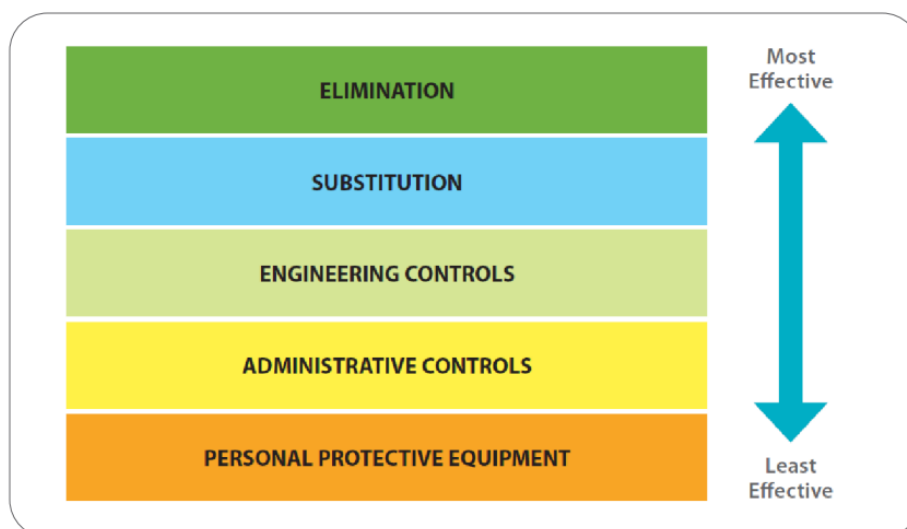 ELIMINATION
SUBSTITUTION
ENGINEERING CONTROLS
ADMINISTRATIVE CONTROLS
PERSONAL PROTECTIVE EQUIPMENT
Most
Effective
Least
Effective